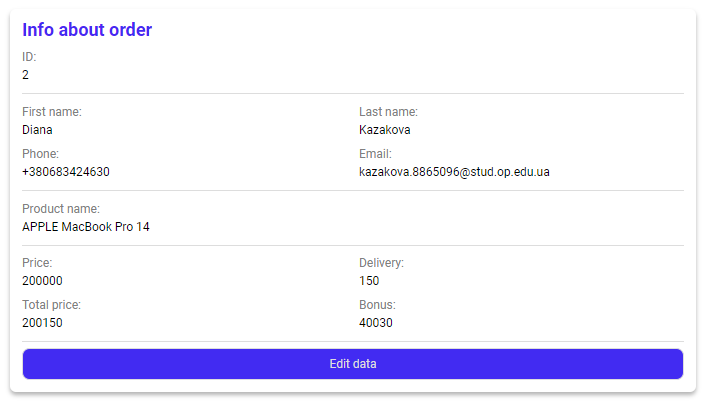 Info about order
ID:
2
First name:
Last name:
Diana
Kazakova
Phone:
Email:
+380683424630
kazakova.8865096@stud.op.edu.ua
Product name:
APPLE MacBook Pro 14
Price:
Delivery:
200000
150
Total price:
Bonus:
200150
40030
Edit data